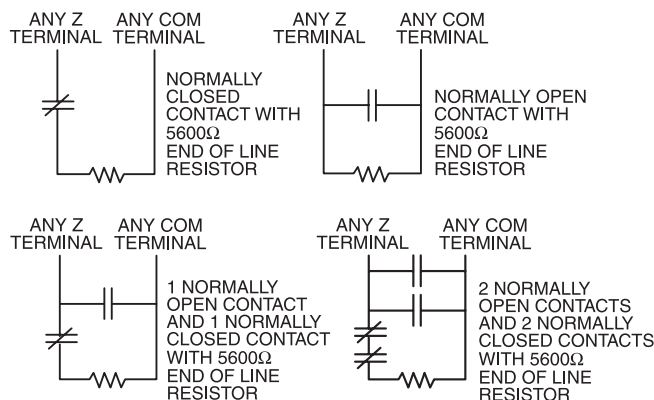 ANY Z
TERMINAL
ANY COM
TERMINAL
NORMALLY
CLOSED
CONTACT WITH
5600Ω
END OF LINE
RESISTOR
ANY Z
TERMINAL
ANY COM
TERMINAL
NORMALLY OPEN
CONTACT WITH
5600Ω
END OF LINE
RESISTOR
ANY Z
TERMINAL
ANY COM
TERMINAL
1 NORMALLY
OPEN CONTACT
AND 1 NORMALLY
CLOSED CONTACT
WITH 5600Ω
END OF LINE
RESISTOR
ANY Z
TERMINAL
ANY COM
TERMINAL
2 NORMALLY
OPEN CONTACTS
AND 2 NORMALLY
CLOSED CONTACTS
WITH 5600Ω
END OF LINE
RESISTOR